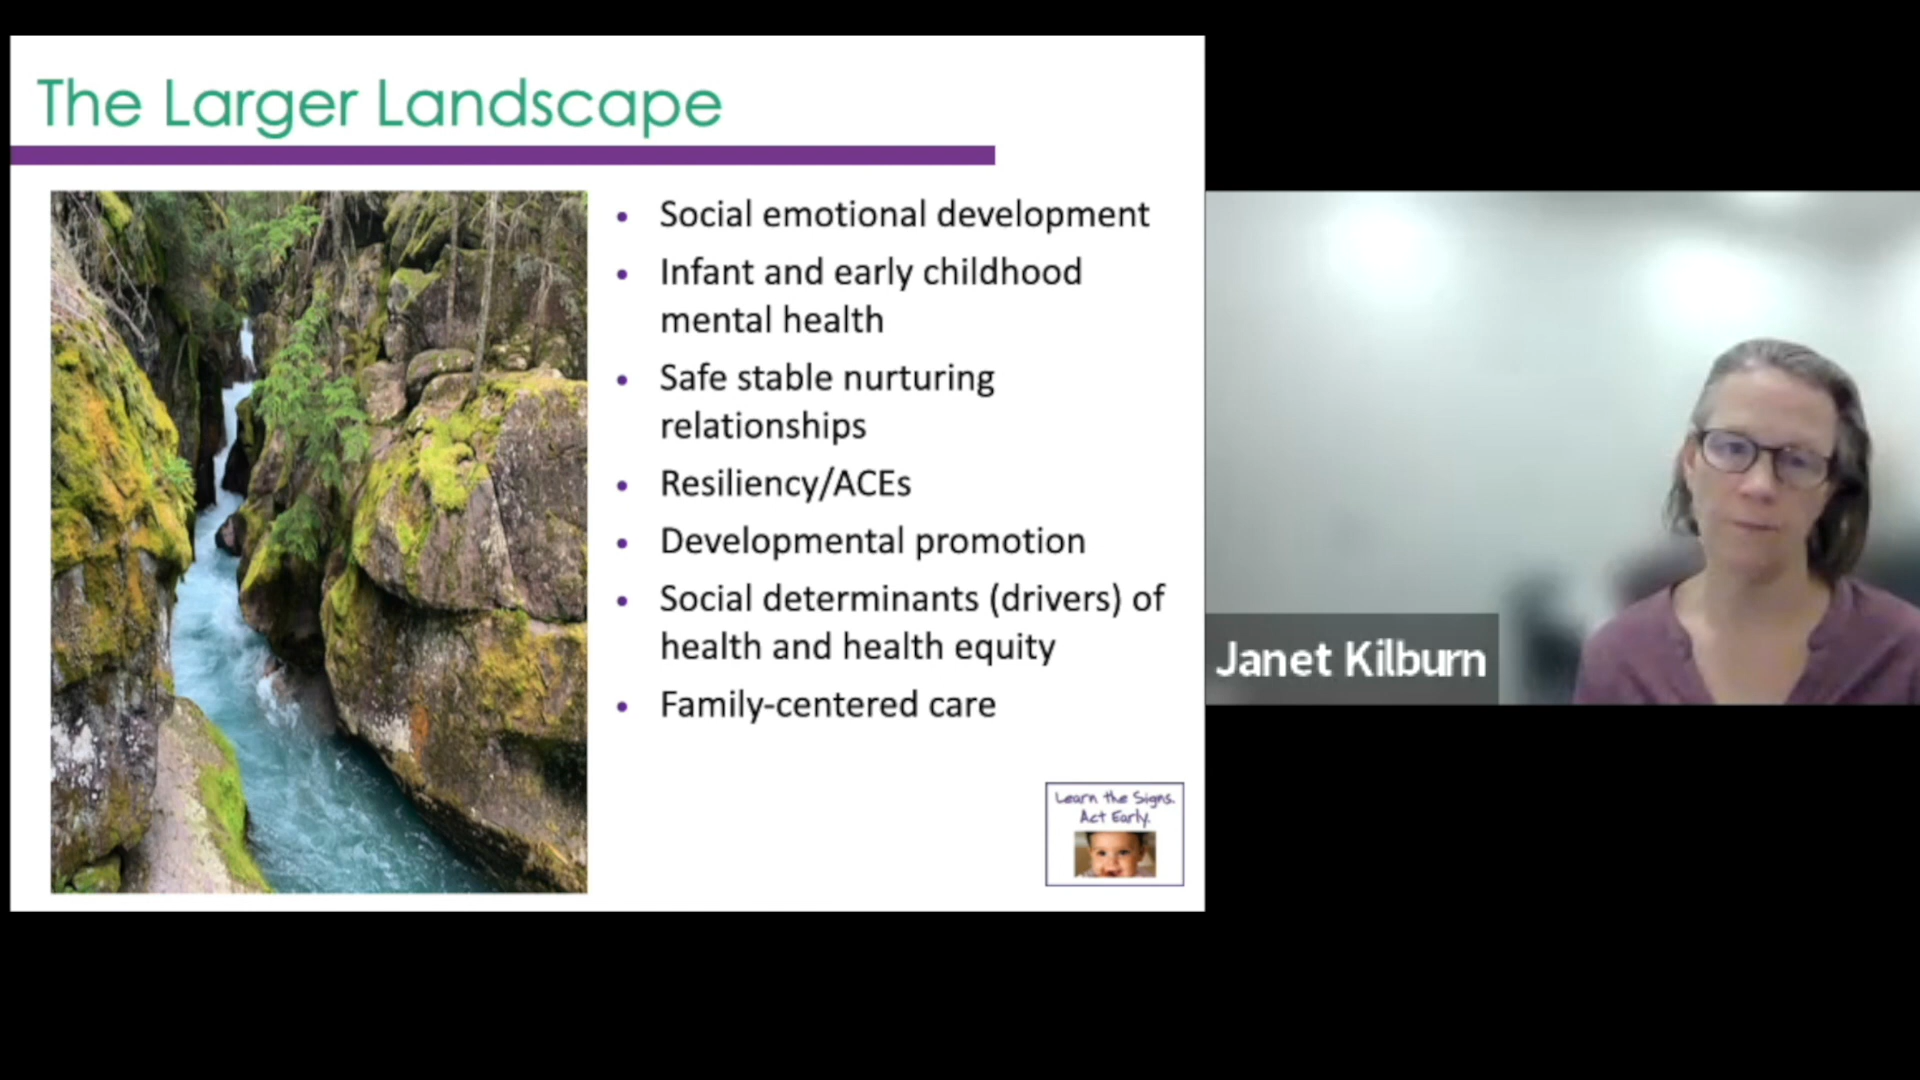 The Larger Landscape
• Social emotional development
• Infant and early childhood
mental health
• Safe stable nurturing
relationships
• Resiliency/ACEs
• Developmental promotion
• Social determinants (drivers) of
health and health equity
• Family-centered care
Learn the Signs.
Act Early.
Janet Kilburn